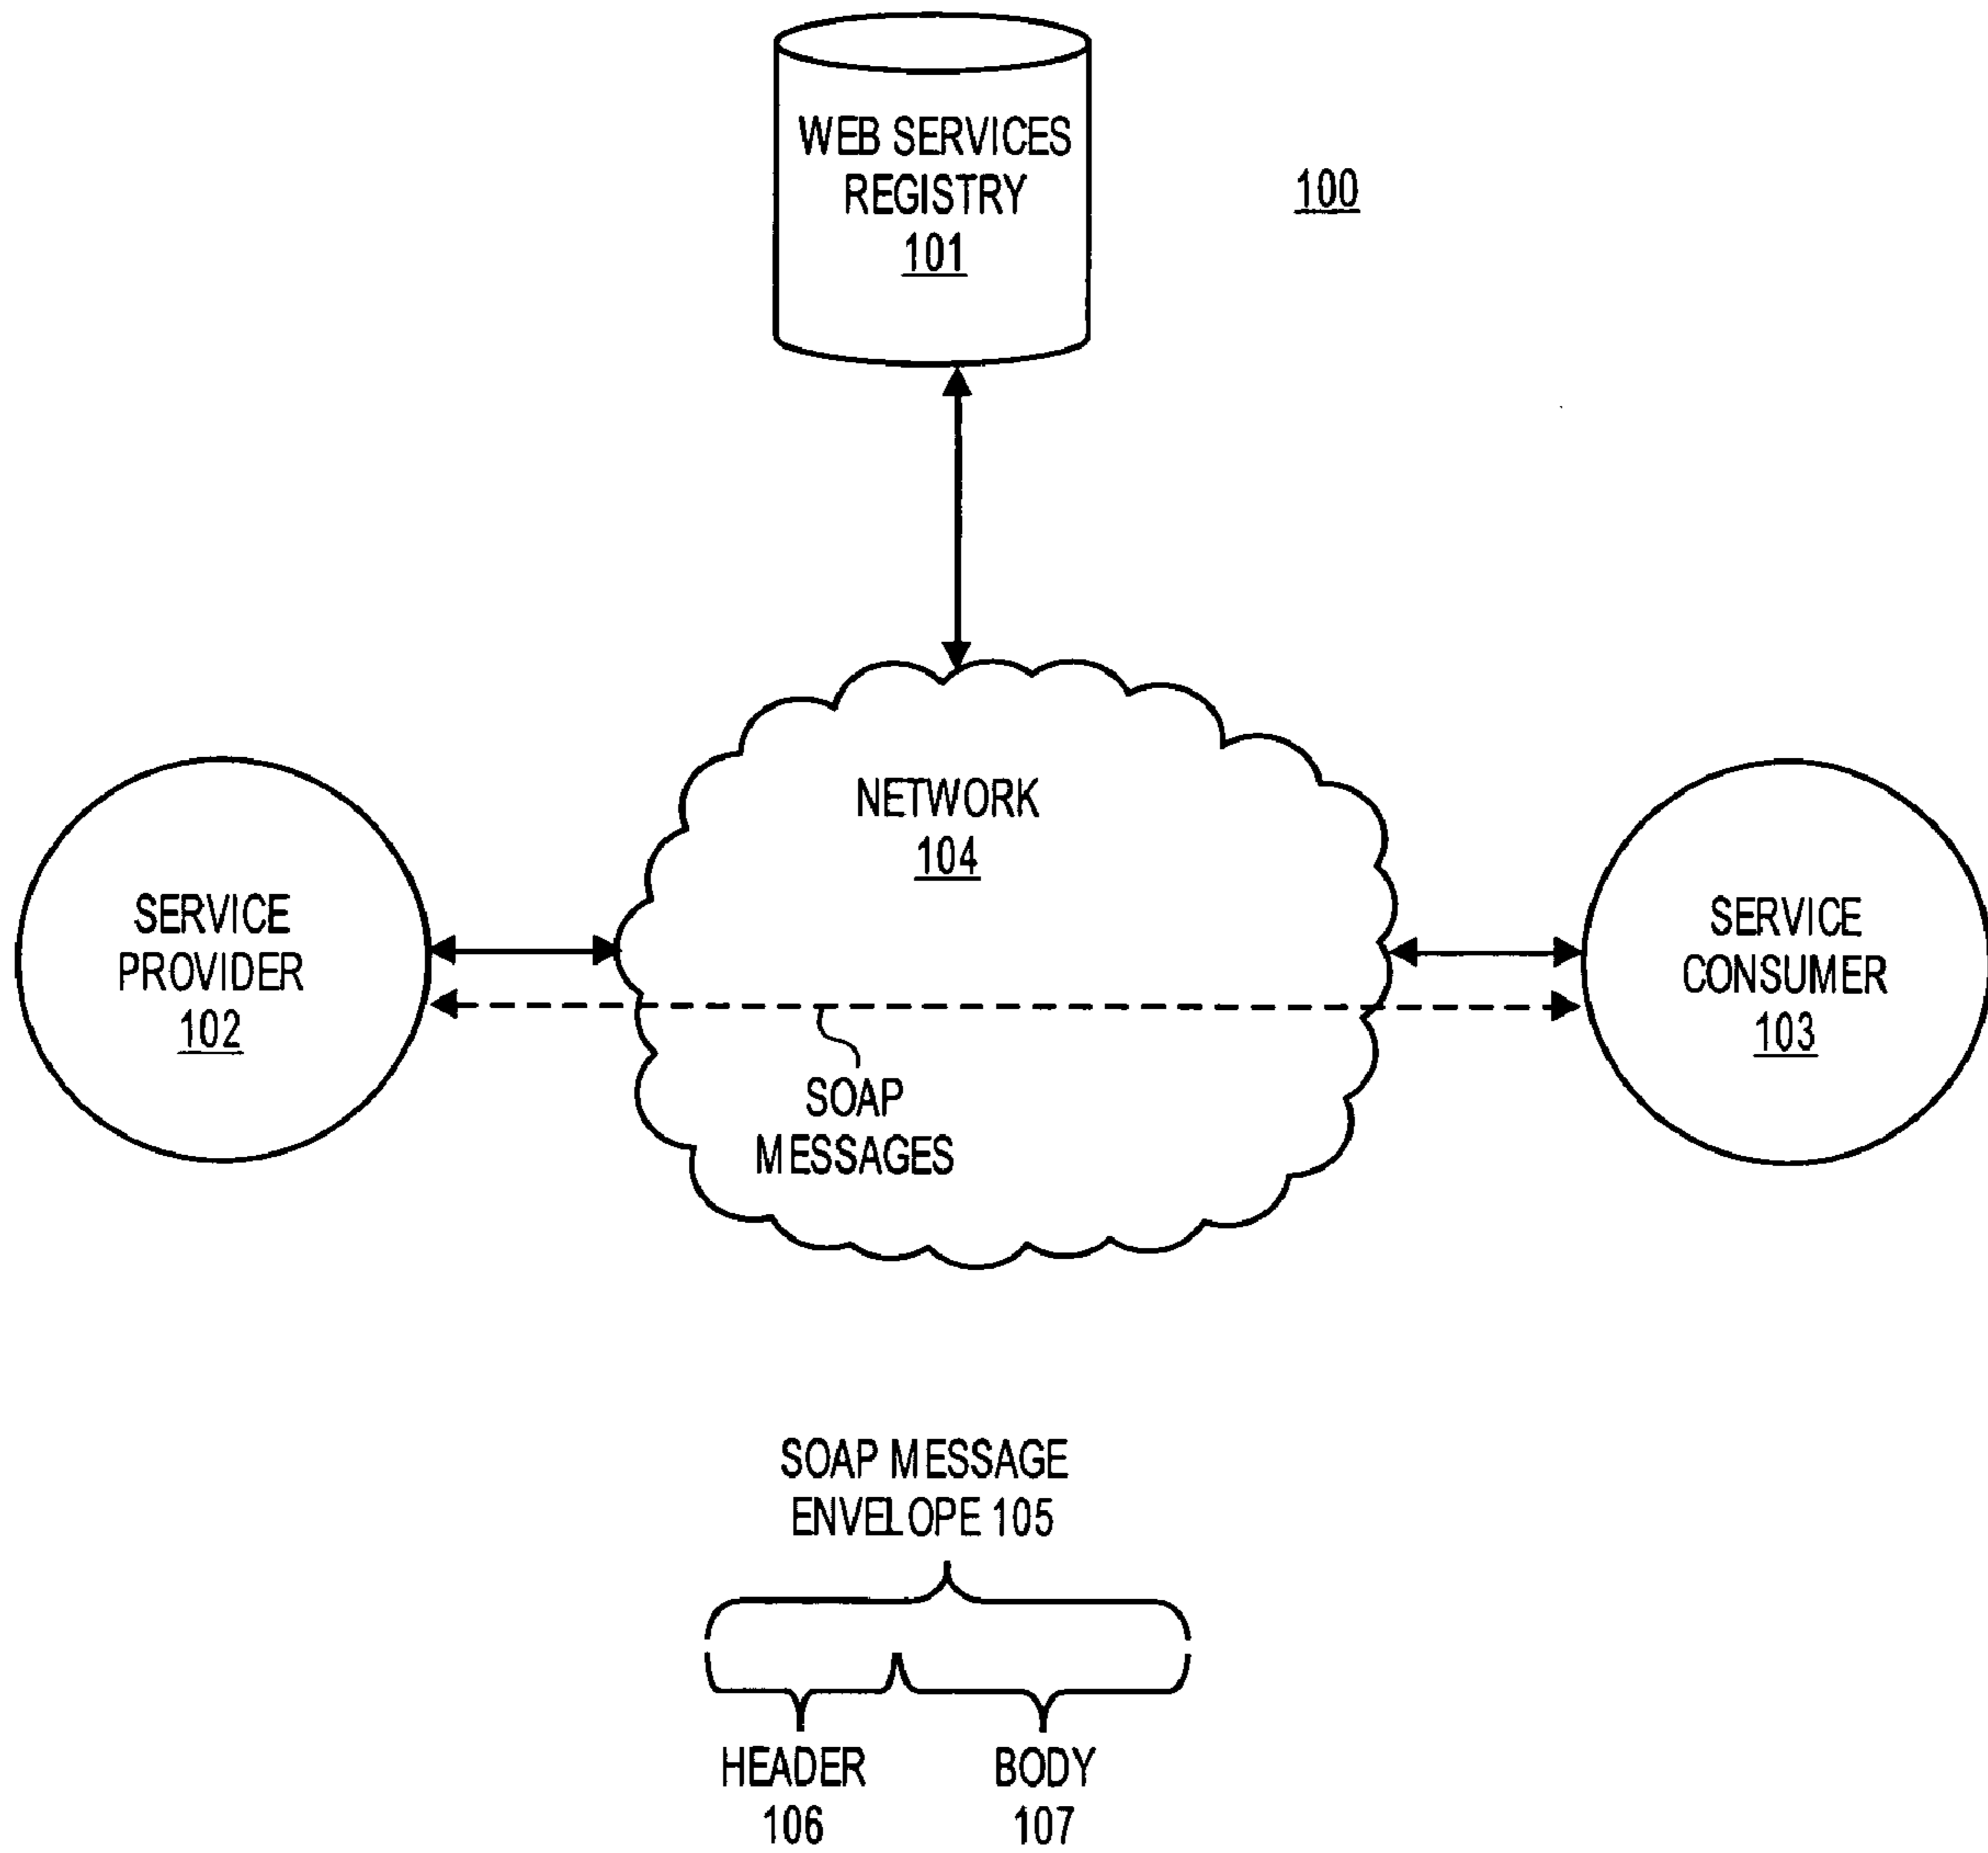 WEB SERVICES
REGISTRY
101
100
NETWORK
104
SERVICE
PROVIDER
102
SERVICE
CONSUMER
103
SOAP
MESSAGES
SOAP MESSAGE
ENVELOPE 105
HEADER
106
BODY
107